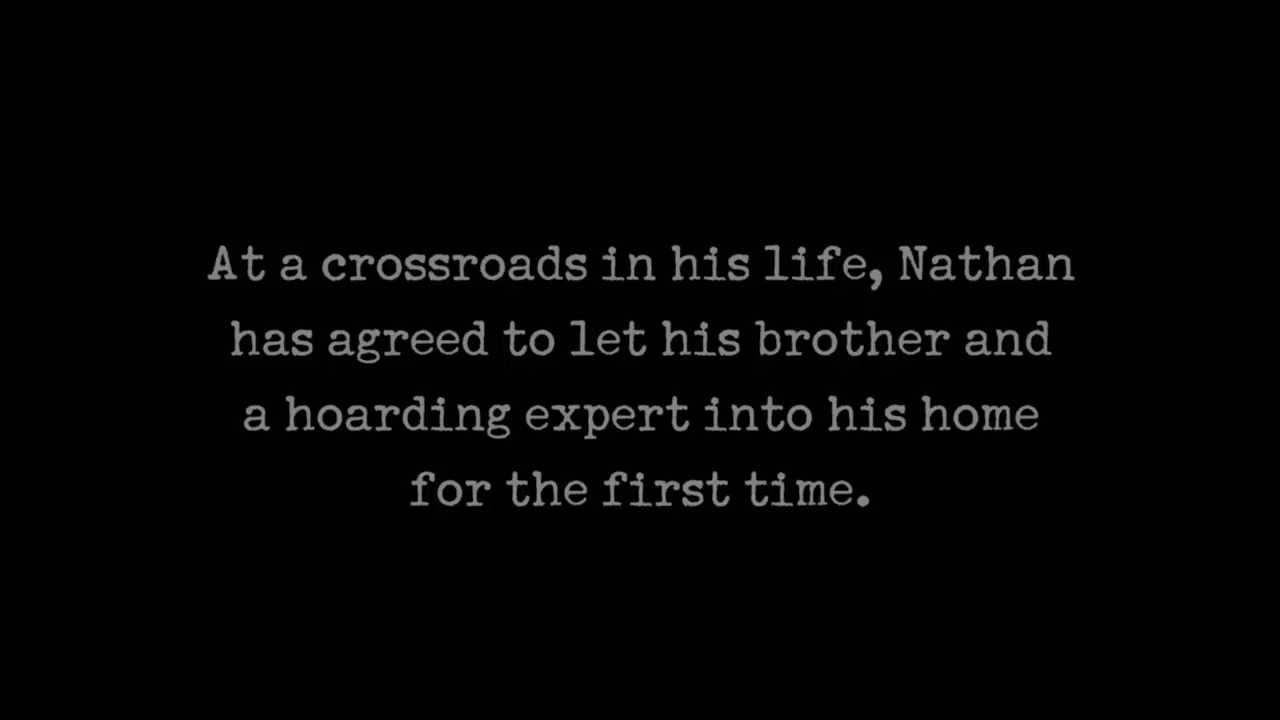 At a crossroads in his life, Nathan
has agreed to let his brother and
a hoarding expert into his home
for the first time.